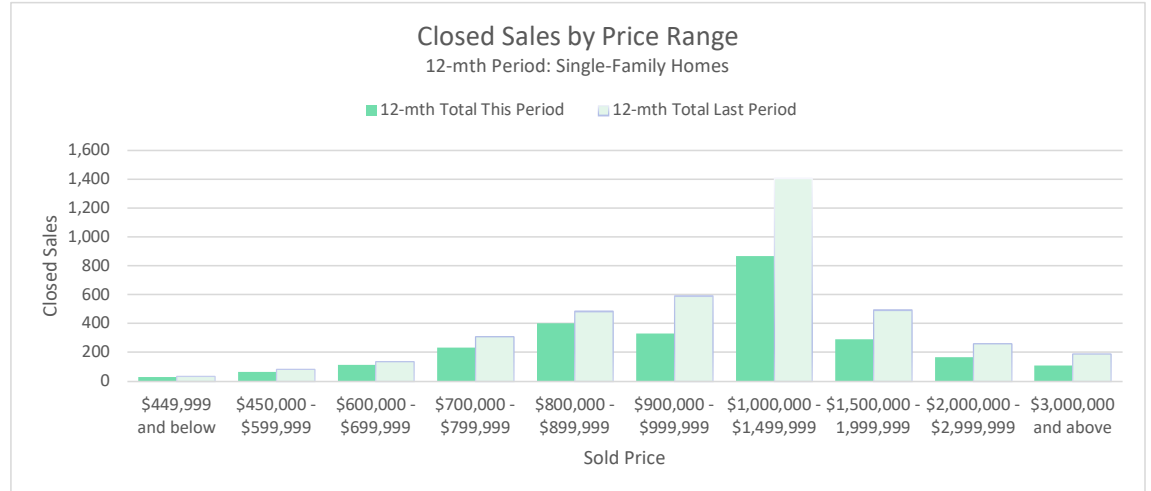 Closed Sales by Price Range
12-mth Period: Single-Family Homes
12-mth Total This Period 12-mth Total Last Period
1,600
1,400
1,200
1,000
800
600
400
200
0
Closed Sales
$449,999 and below
$450,000 - $599,999
$600,000 - $699,999
$700,000 - $799,999
$800,000 - $899,999
$900,000 - $999,999
$1,000,000 - $1,499,999
$1,500,000 - 1,999,999
$2,000,000 - $2,999,999
$3,000,000 and above
Sold Price